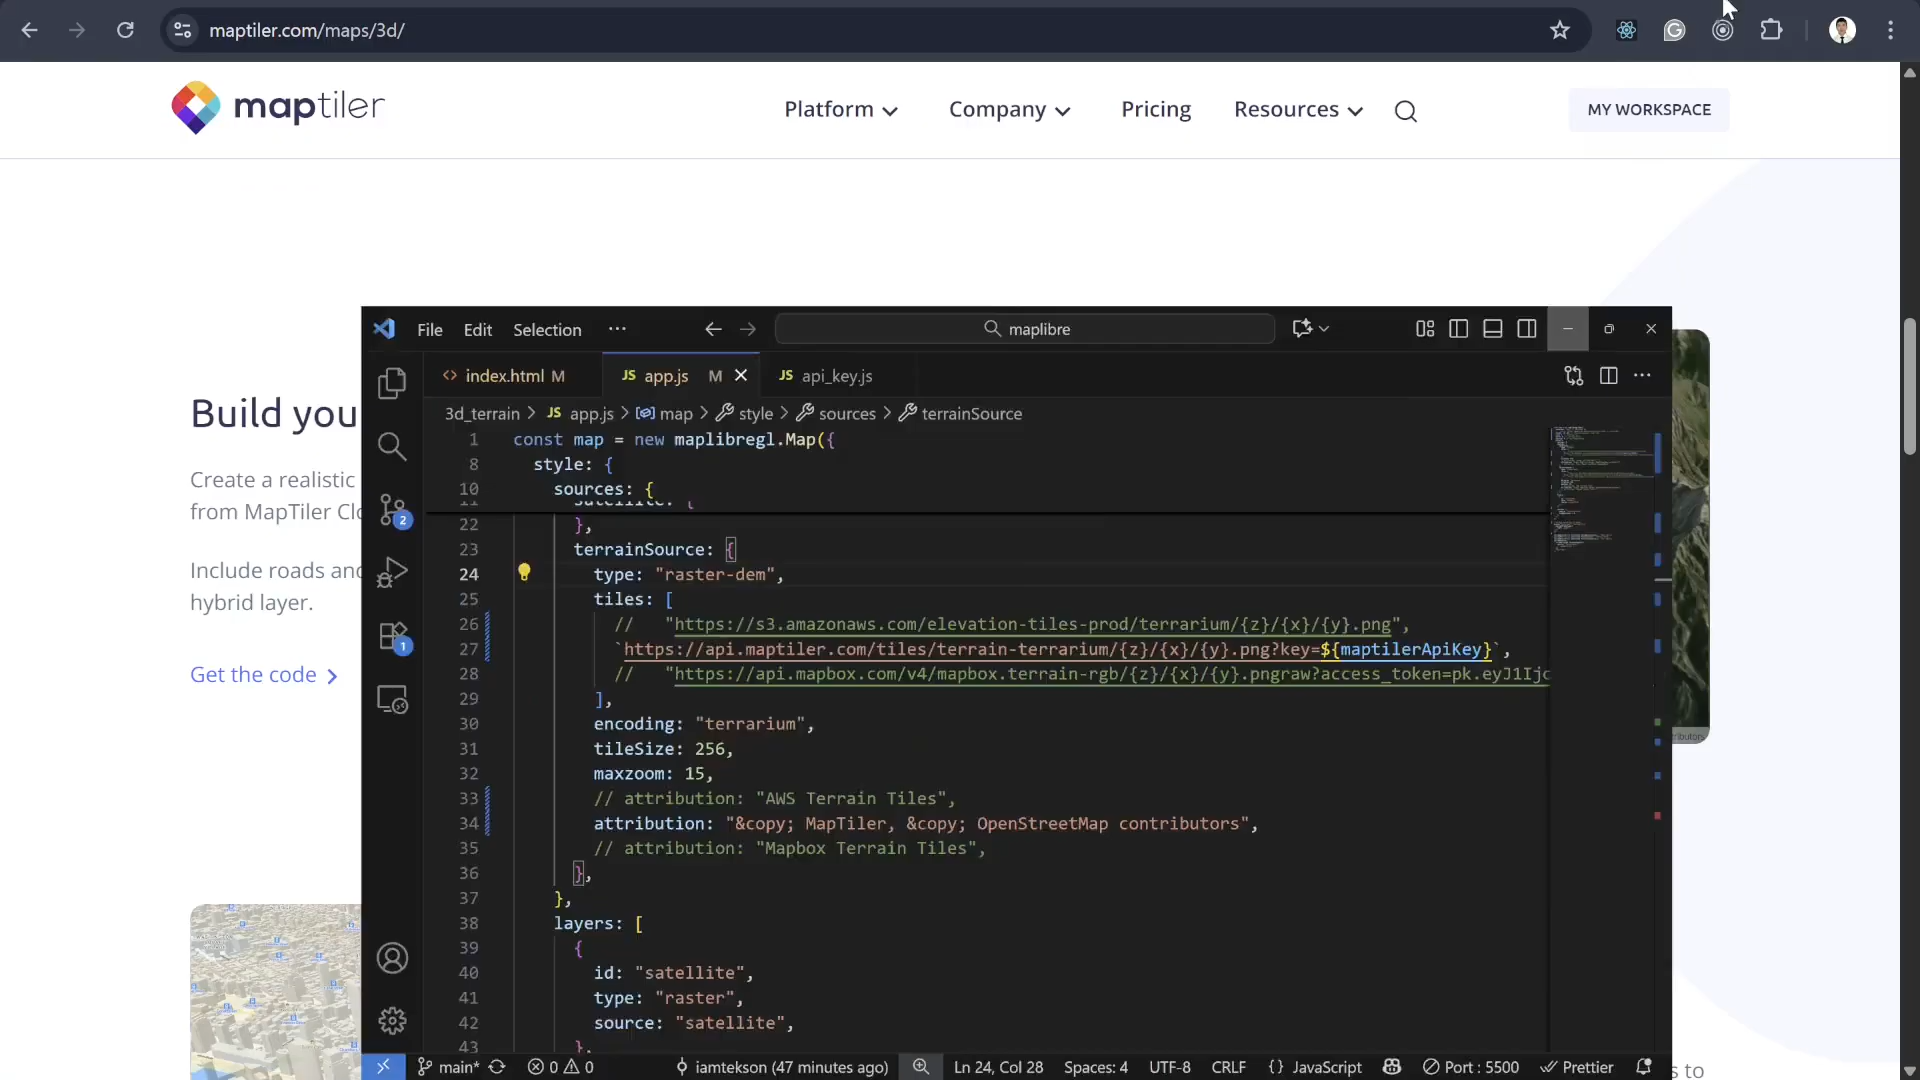 maptiler.com/maps/3d/
maptiler
Platform
Company
Pricing
Resources
MY WORKSPACE
Build you
Create a realistic
from MapTiler Clo
Include roads and
hybrid layer.
Get the code
File Edit Selection ···
maplibre
index.html M
JS app.js M
JS api_key.js
3d_terrain > JS app.js > map > style > sources > terrainSource
1 const map = new maplibregl.Map({
8 style: {
10 sources: {
11 satellite: {
22 },
23 terrainSource: {
24 type: "raster-dem",
25 tiles: [
26 // "https://s3.amazonaws.com/elevation-tiles-prod/terrarium/{z}/{x}/{y}.png",
27 `https://api.maptiler.com/tiles/terrain-terrarium/{z}/{x}/{y}.png?key=${maptilerApiKey}`,
28 // "https://api.mapbox.com/v4/mapbox.terrain-rgb/{z}/{x}/{y}.pngraw?access_token=pk.eyJ1Ijc
29 ],
30 encoding: "terrarium",
31 tileSize: 256,
32 maxzoom: 15,
33 // attribution: "AWS Terrain Tiles",
34 attribution: "&copy; MapTiler, &copy; OpenStreetMap contributors",
35 // attribution: "Mapbox Terrain Tiles",
36 },
37 },
38 layers: [
39 {
40 id: "satellite",
41 type: "raster",
42 source: "satellite",
43 },
2
1
main* 0 0 iamtekson (47 minutes ago) Ln 24, Col 28 Spaces: 4 UTF-8 CRLF {} JavaScript Port : 5500 Prettier
s to